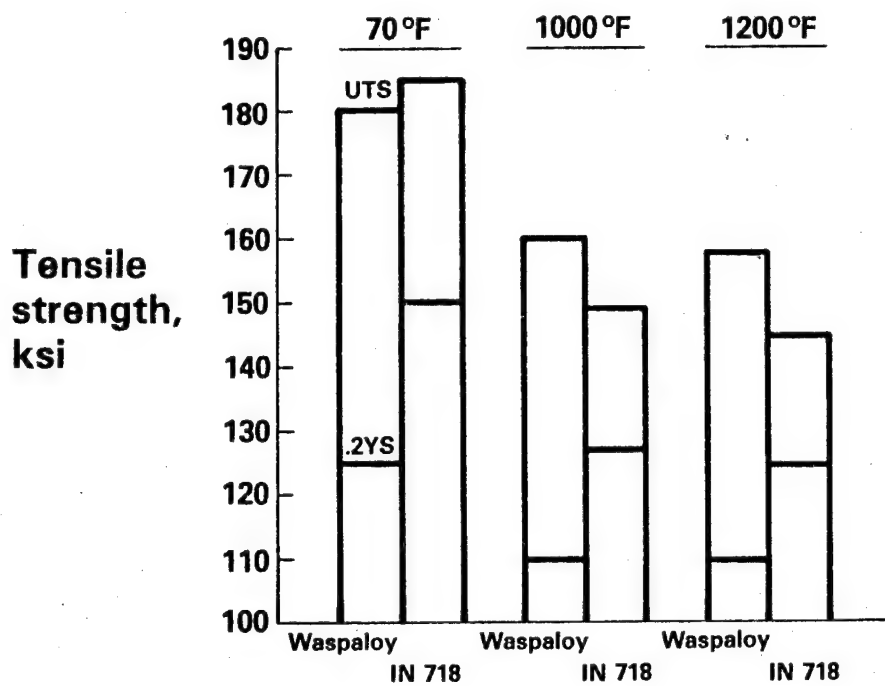 70 °F 1000 °F 1200 °F
190
180
170
160
150
140
130
120
110
100
Tensile
strength,
ksi
UTS
.2YS
Waspaloy Waspaloy Waspaloy
IN 718 IN 718 IN 718